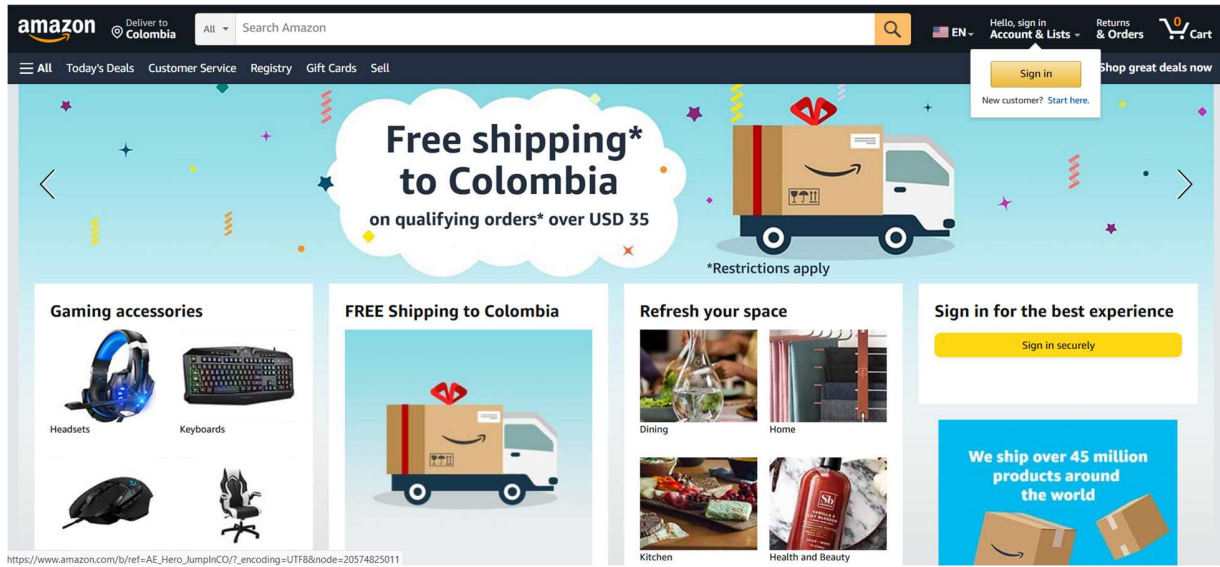 amazon
Deliver to
Colombia
All
Search Amazon
EN
Hello, sign in
Account & Lists
Returns
& Orders
0
Cart
All
Today's Deals
Customer Service
Registry
Gift Cards
Sell
Shop great deals now
Sign in
New customer? Start here.
Free shipping*
to Colombia
on qualifying orders* over USD 35
*Restrictions apply
Gaming accessories
Headsets
Keyboards
FREE Shipping to Colombia
Refresh your space
Dining
Home
Kitchen
Health and Beauty
Sb
Sign in for the best experience
Sign in securely
We ship over 45 million
products around
the world
https://www.amazon.com/b/ref=AE_Hero_JumpInCO/?_encoding=UTF8&node=20574825011